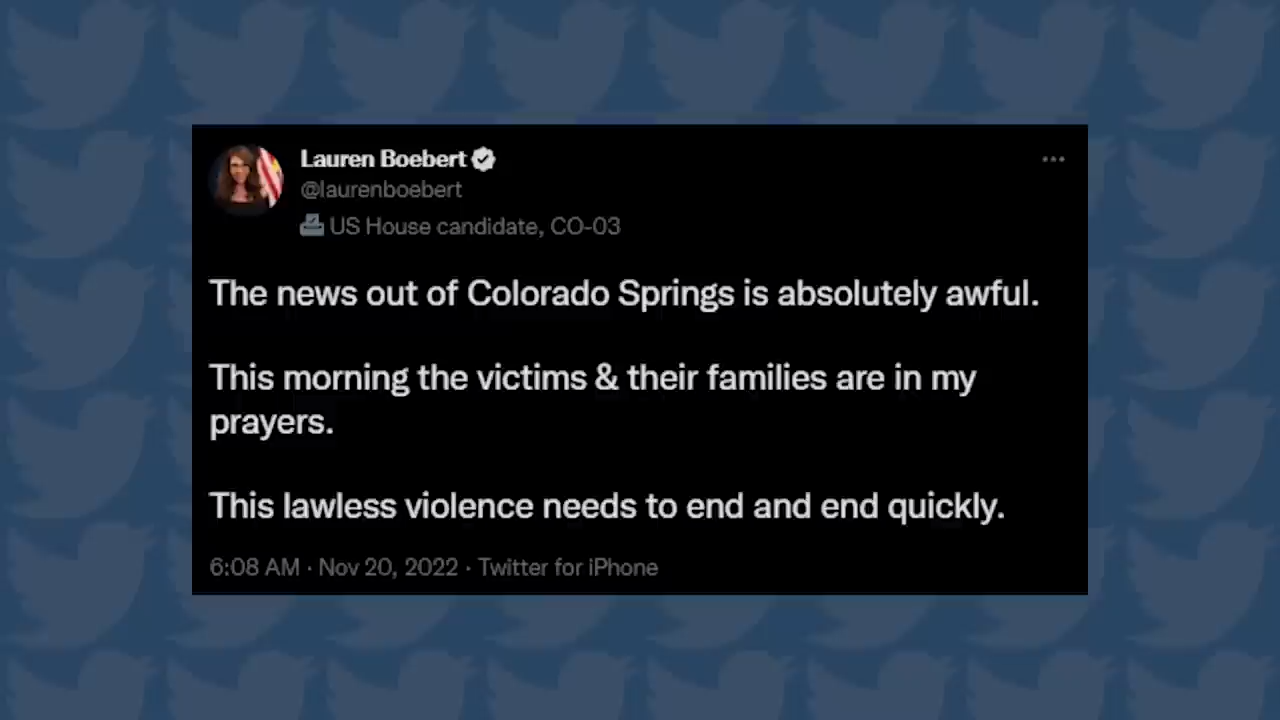 Lauren Boebert
@laurenboebert
US House candidate, CO-03
The news out of Colorado Springs is absolutely awful.
This morning the victims & their families are in my
prayers.
This lawless violence needs to end and end quickly.
6:08 AM · Nov 20, 2022 · Twitter for iPhone